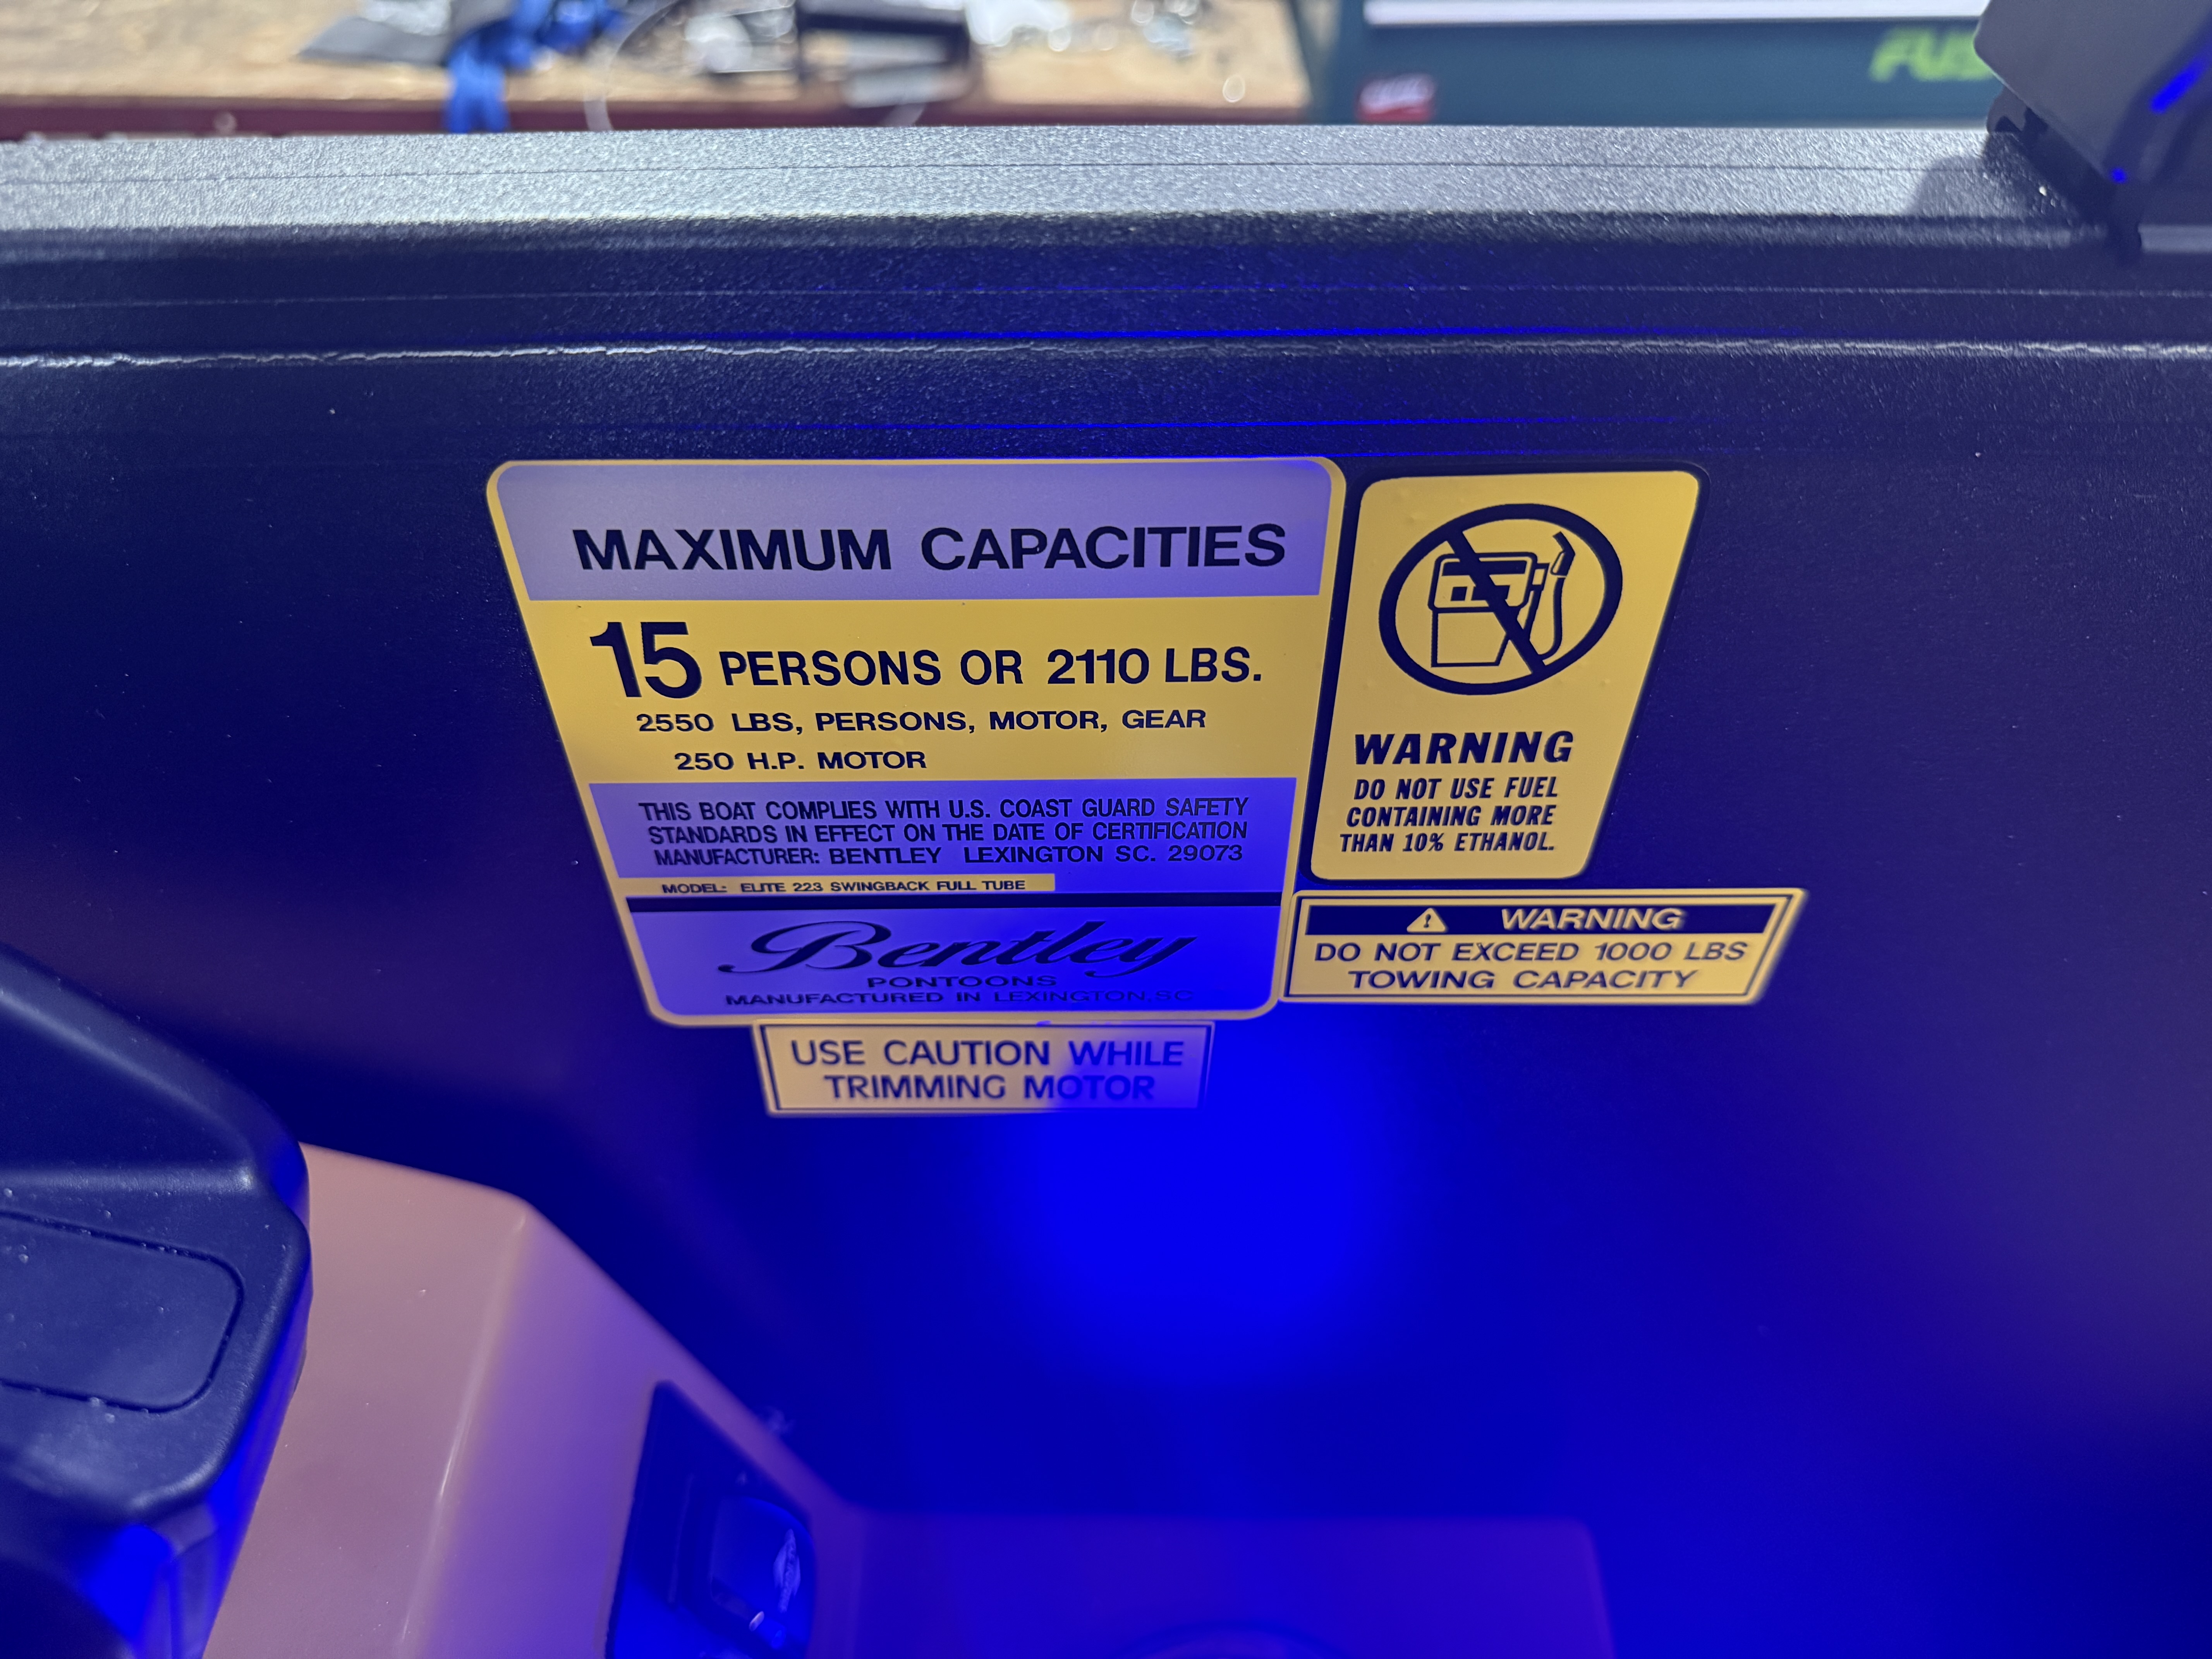 FUS
MAXIMUM CAPACITIES
15 PERSONS OR 2110 LBS.
2550 LBS, PERSONS, MOTOR, GEAR
250 H.P. MOTOR
THIS BOAT COMPLIES WITH U.S. COAST GUARD SAFETY
STANDARDS IN EFFECT ON THE DATE OF CERTIFICATION
MANUFACTURER: BENTLEY LEXINGTON SC. 29073
MODEL: ELITE 223 SWINGBACK FULL TUBE
Bentley
PONTOONS
MANUFACTURED IN LEXINGTON, SC
USE CAUTION WHILE
TRIMMING MOTOR
WARNING
DO NOT USE FUEL
CONTAINING MORE
THAN 10% ETHANOL.
WARNING
DO NOT EXCEED 1000 LBS
TOWING CAPACITY